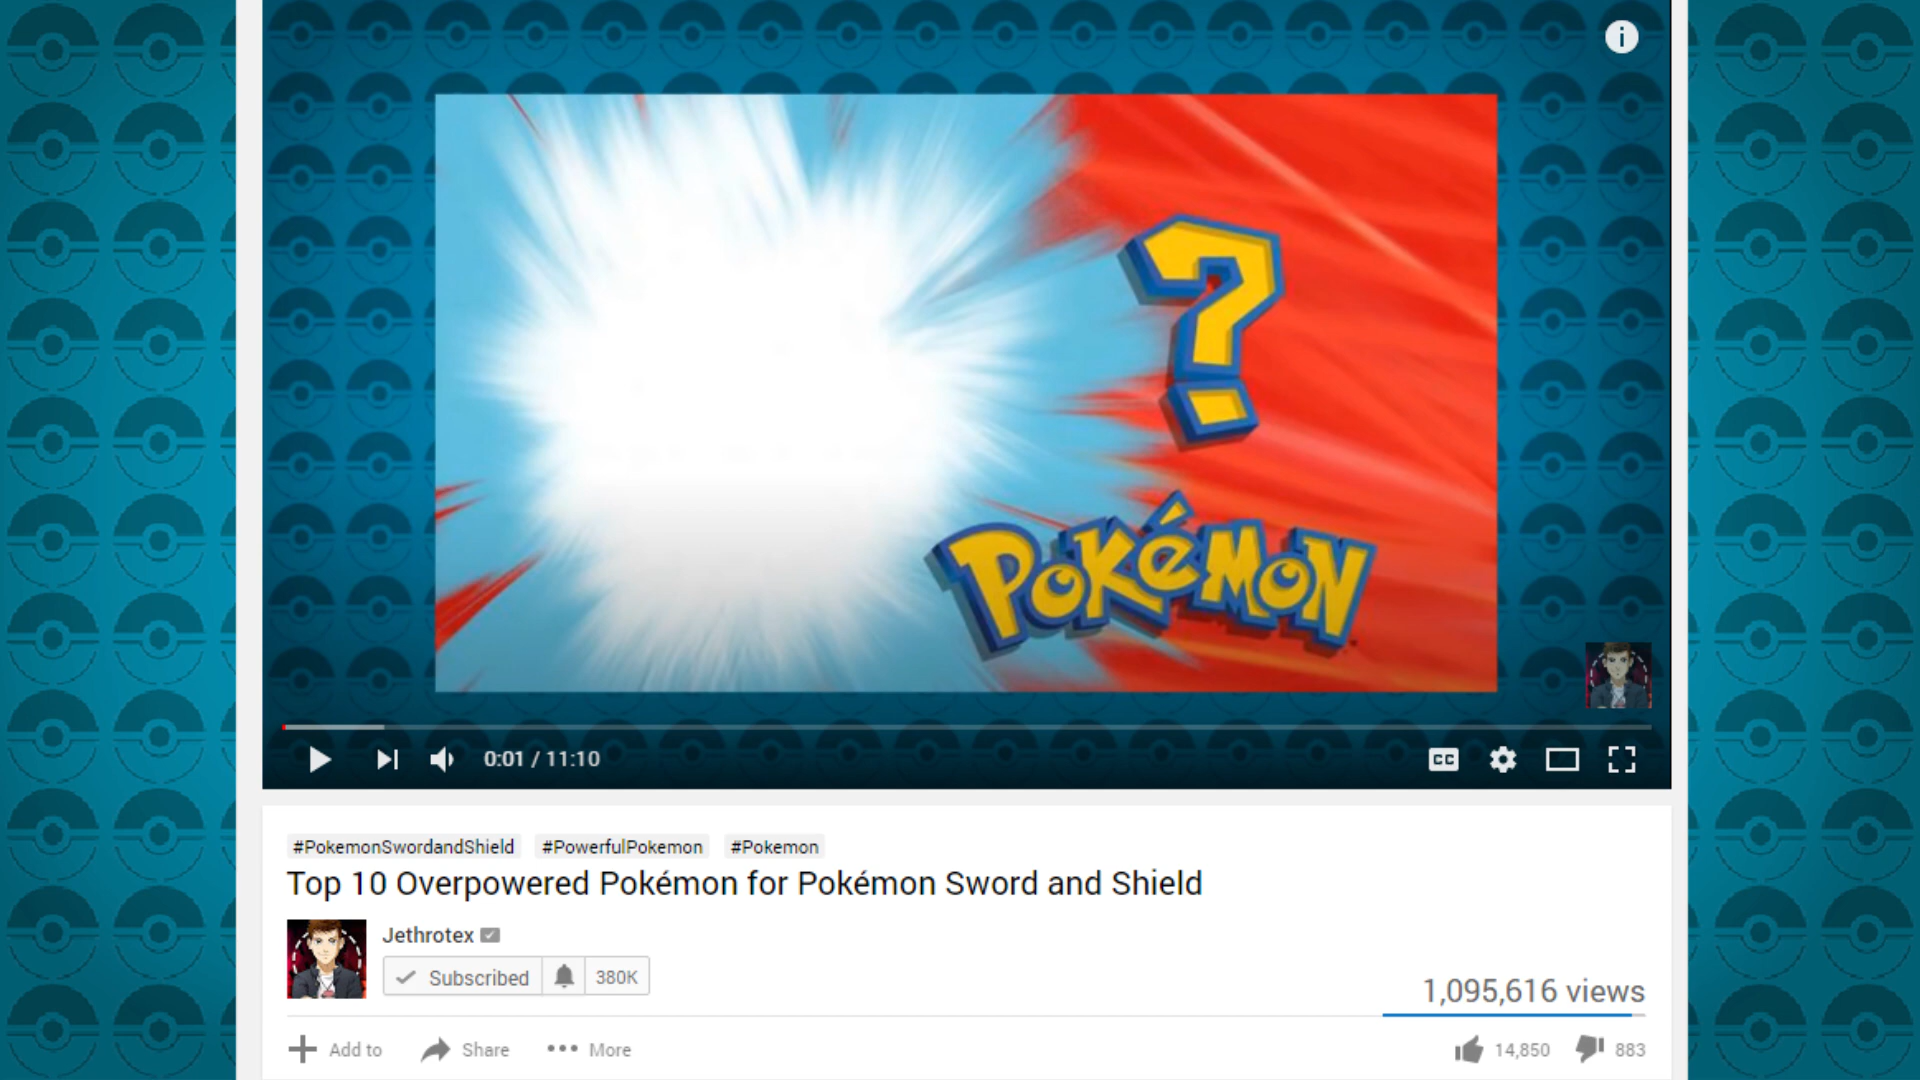 i
?
POKéMON
0:01 / 11:10
CC
#PokemonSwordandShield #PowerfulPokemon #Pokemon
Top 10 Overpowered Pokémon for Pokémon Sword and Shield
Jethrotex
Subscribed 380K
1,095,616 views
Add to Share More 14,850 883